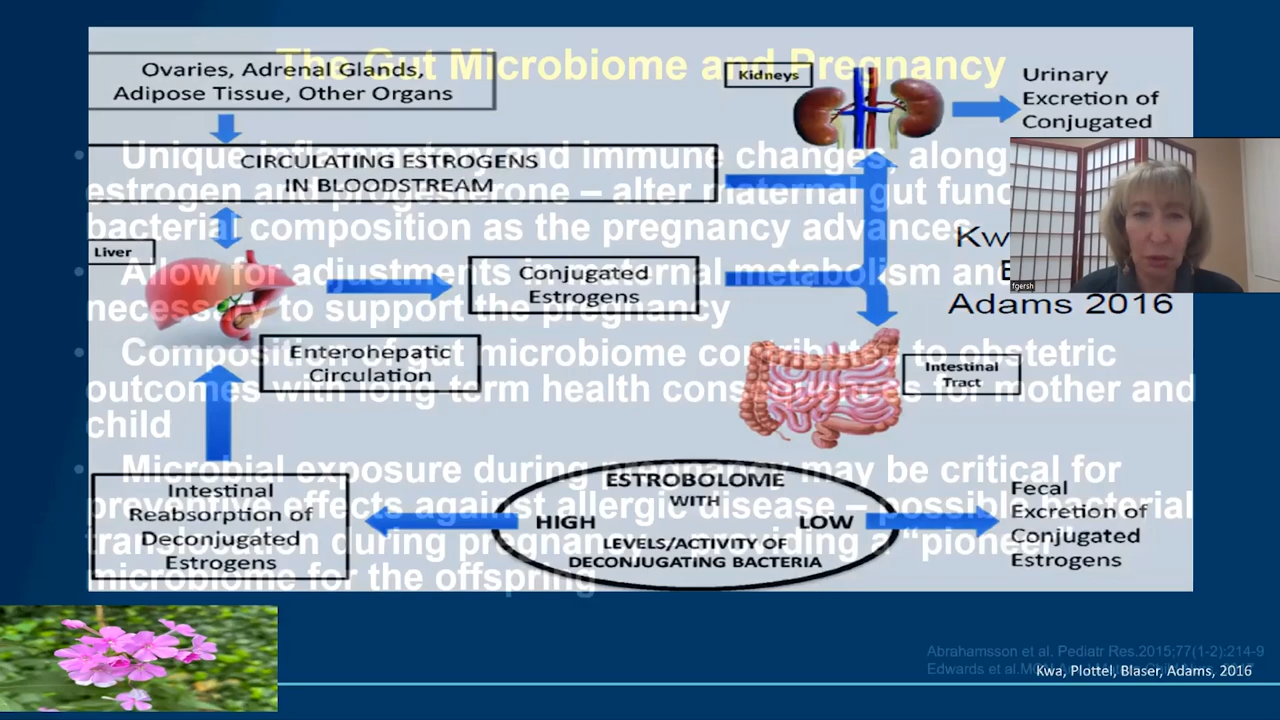 The Gut Microbiome and Pregnancy
Ovaries, Adrenal Glands,
Adipose Tissue, Other Organs
Kidneys
Urinary
Excretion of
Conjugated
CIRCULATING ESTROGENS
IN BLOODSTREAM
Liver
Conjugated
Estrogens
Kw
Adams 2016
fgersh
Enterohepatic
Circulation
Intestinal
Tract
Intestinal
Reabsorption of
Deconjugated
Estrogens
ESTROBOLOME
WITH
HIGH LOW
LEVELS/ACTIVITY OF
DECONJUGATING BACTERIA
Fecal
Excretion of
Conjugated
Estrogens
• Unique inflammatory and immune changes, along
estrogen and progesterone – alter maternal gut
bacterial composition as the pregnancy advances
• Allow for adjustments in maternal metabolism
necessary to support the pregnancy
• Composition of gut microbiome contributes to obstetric
outcomes with long term health consequences for mother and
child
• Microbial exposure during pregnancy may be critical for
preventive effects against allergic disease – possible bacterial
translocation during pregnancy providing a "pioneer"
microbiome for the offspring
Abrahamsson et al. Pediatr Res.2015;77(1-2):214-9
Edwards et al.
Kwa, Plottel, Blaser, Adams, 2016